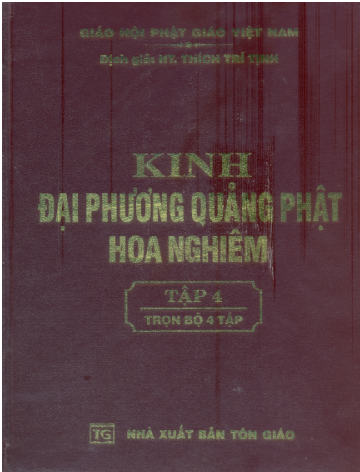 GIÁO HỘI PHẬT GIÁO VIỆT NAM
Dịch giả: HT. THÍCH TRÍ TỊNH
KINH
ĐẠI PHƯƠNG QUẢNG PHẬT
HOA NGHIÊM
TẬP 4
TRỌN BỘ 4 TẬP
TG NHÀ XUẤT BẢN TÔN GIÁO